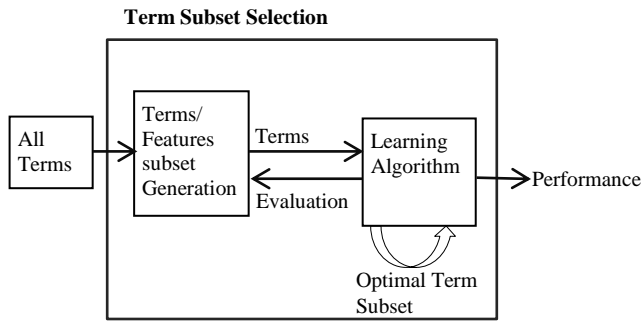 Term Subset Selection
All
Terms
Terms/
Features
subset
Generation
Terms
Evaluation
Learning
Algorithm
Performance
Optimal Term
Subset